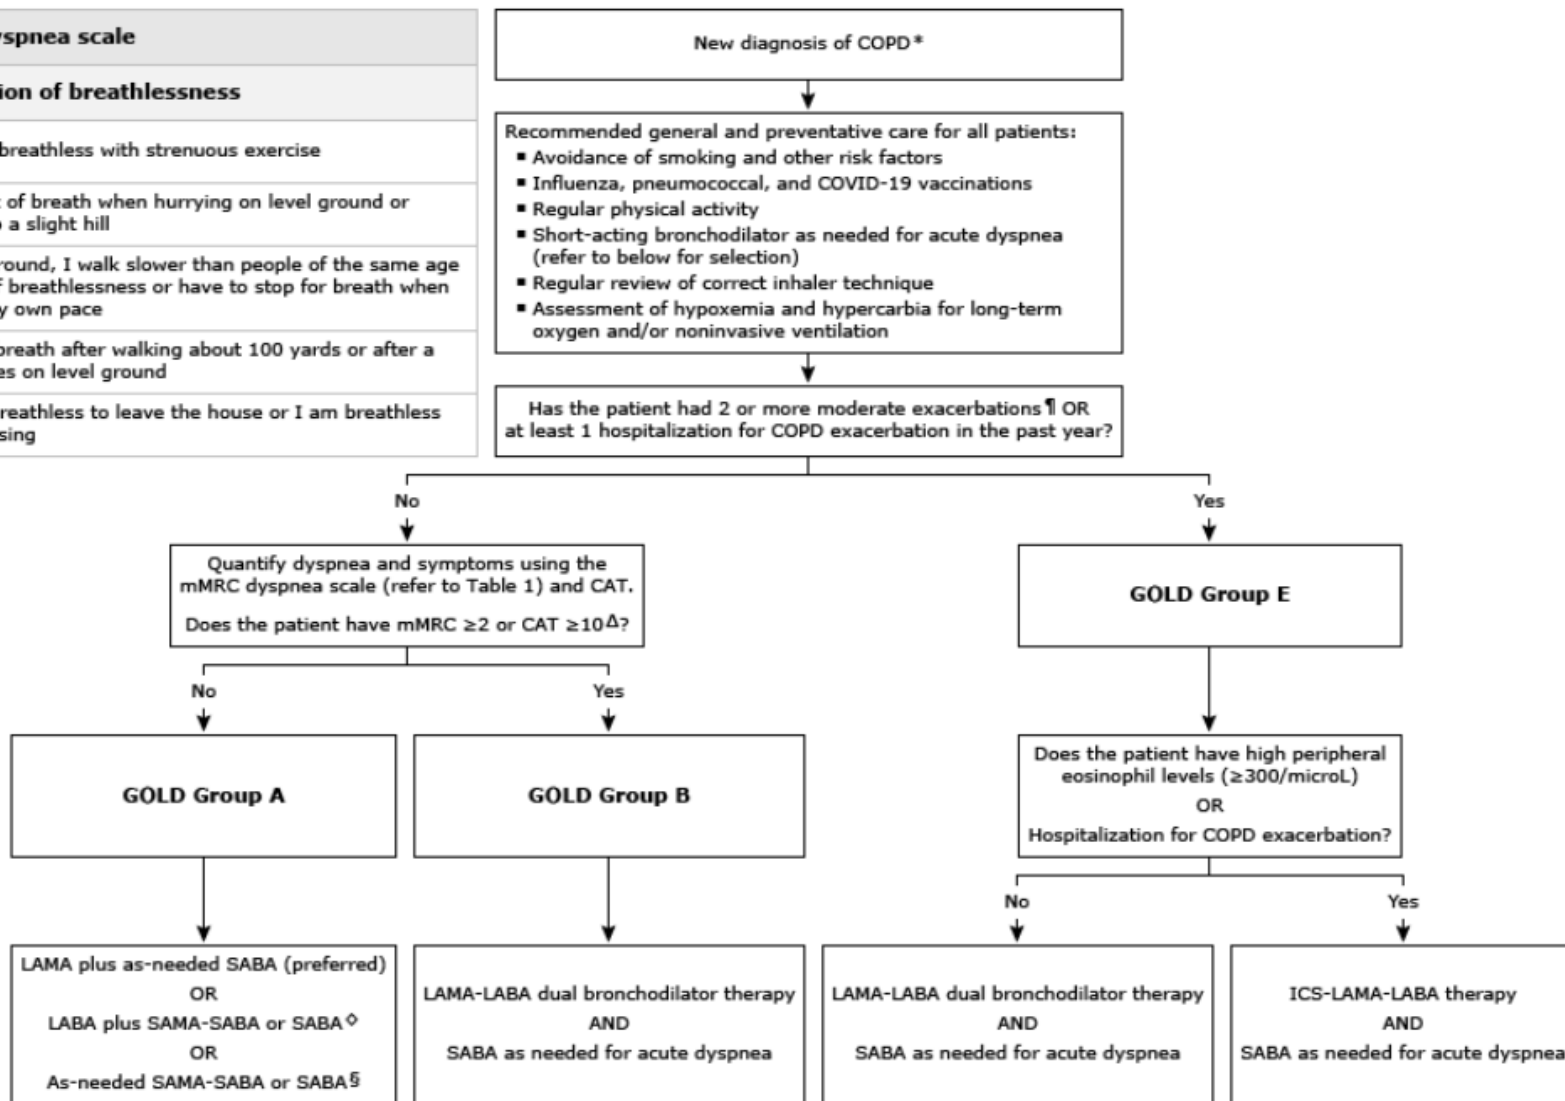 yspnea scale
ion of breathlessness
breathless with strenuous exercise
t of breath when hurrying on level ground or
o a slight hill
round, I walk slower than people of the same age
f breathlessness or have to stop for breath when
y own pace
breath after walking about 100 yards or after a
es on level ground
reathless to leave the house or I am breathless
sing
New diagnosis of COPD*
Recommended general and preventative care for all patients:
▪ Avoidance of smoking and other risk factors
▪ Influenza, pneumococcal, and COVID-19 vaccinations
▪ Regular physical activity
▪ Short-acting bronchodilator as needed for acute dyspnea
(refer to below for selection)
▪ Regular review of correct inhaler technique
▪ Assessment of hypoxemia and hypercarbia for long-term
oxygen and/or noninvasive ventilation
Has the patient had 2 or more moderate exacerbations¶ OR
at least 1 hospitalization for COPD exacerbation in the past year?
No
Yes
Quantify dyspnea and symptoms using the
mMRC dyspnea scale (refer to Table 1) and CAT.
Does the patient have mMRC ≥2 or CAT ≥10Δ?
GOLD Group E
No
Yes
GOLD Group A
GOLD Group B
Does the patient have high peripheral
eosinophil levels (≥300/microL)
OR
Hospitalization for COPD exacerbation?
No
Yes
LAMA plus as-needed SABA (preferred)
OR
LABA plus SAMA-SABA or SABA◇
OR
As-needed SAMA-SABA or SABA§
LAMA-LABA dual bronchodilator therapy
AND
SABA as needed for acute dyspnea
LAMA-LABA dual bronchodilator therapy
AND
SABA as needed for acute dyspnea
ICS-LAMA-LABA therapy
AND
SABA as needed for acute dyspnea